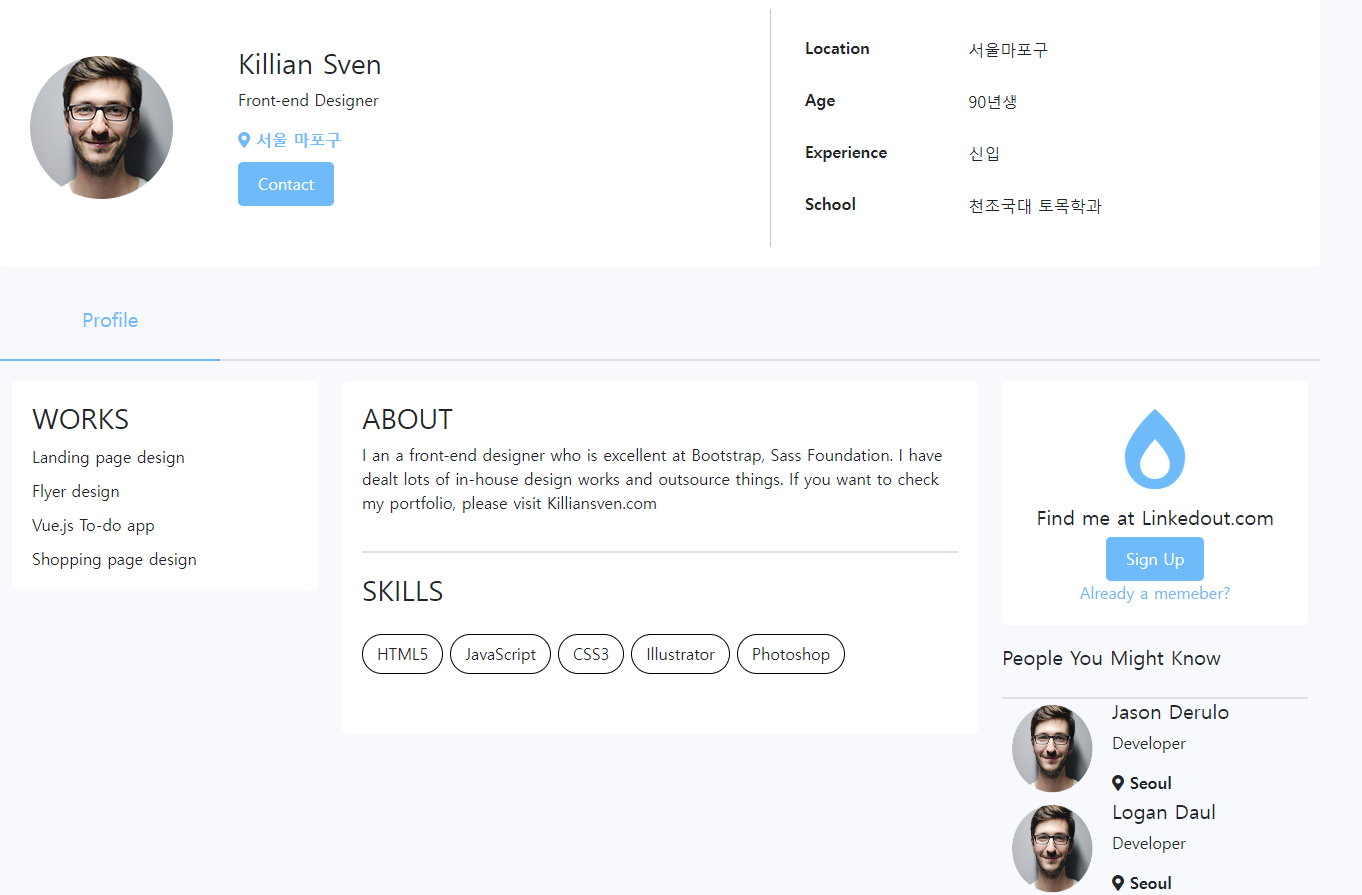 Killian Sven
Front-end Designer
서울 마포구
Contact
Location 서울마포구
Age 90년생
Experience 신입
School 천조국대 토목학과
Profile
WORKS
Landing page design
Flyer design
Vue.js To-do app
Shopping page design
ABOUT
I an a front-end designer who is excellent at Bootstrap, Sass Foundation. I have
dealt lots of in-house design works and outsource things. If you want to check
my portfolio, please visit Killiansven.com
SKILLS
HTML5 JavaScript CSS3 Illustrator Photoshop
Find me at Linkedout.com
Sign Up
Already a memeber?
People You Might Know
Jason Derulo
Developer
Seoul
Logan Daul
Developer
Seoul